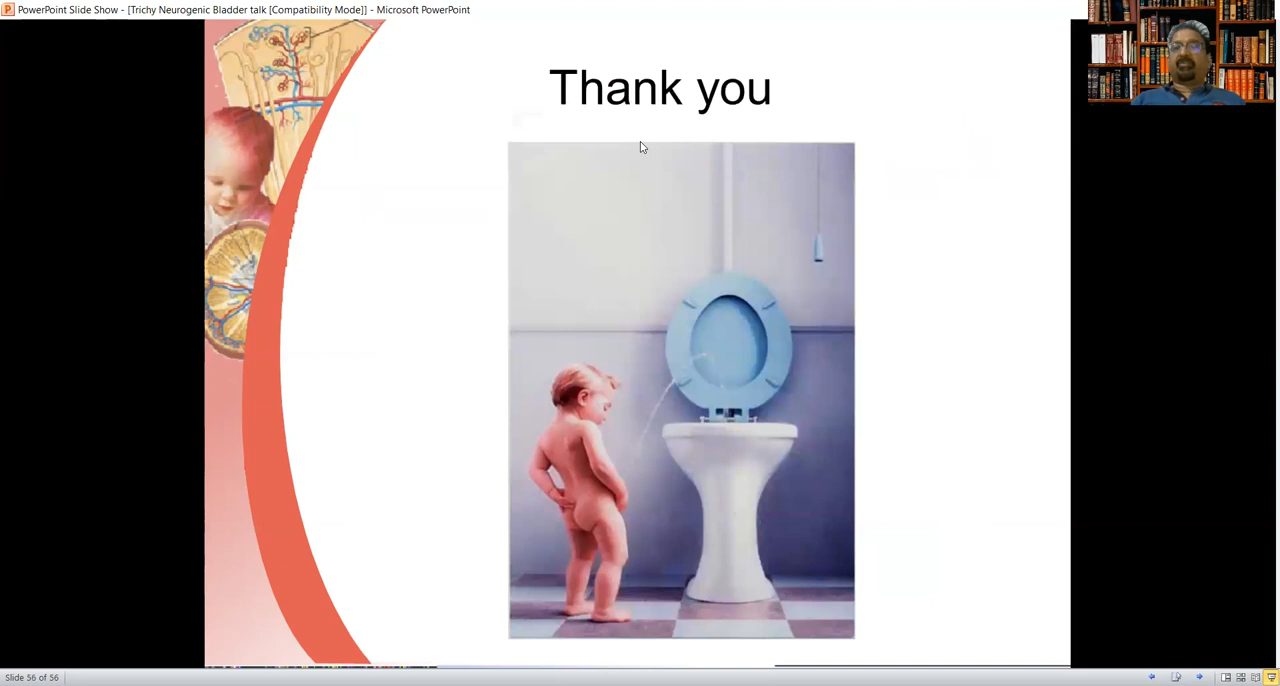 PowerPoint Slide Show - [Trichy Neurogenic Bladder talk [Compatibility Mode]] - Microsoft PowerPoint
Thank you
Slide 56 of 56